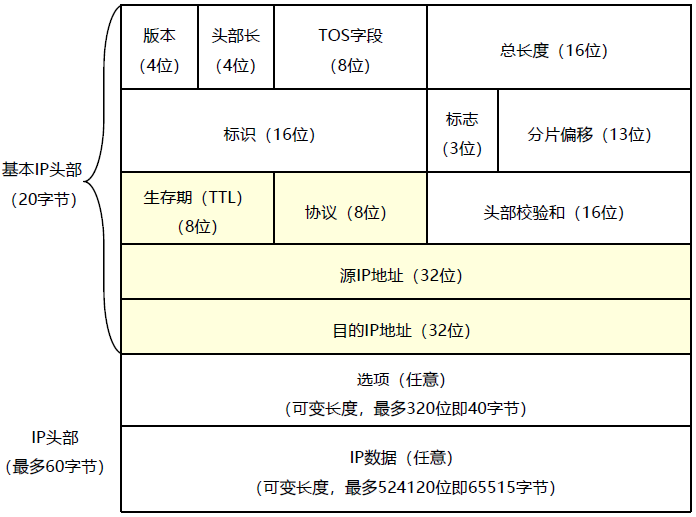 版本
（4位）
头部长
（4位）
TOS字段
（8位）
总长度（16位）
标识（16位）
标志
（3位）
分片偏移（13位）
基本IP头部
（20字节）
生存期（TTL）
（8位）
协议（8位）
头部校验和（16位）
源IP地址（32位）
目的IP地址（32位）
选项（任意）
（可变长度，最多320位即40字节）
IP头部
（最多60字节）
IP数据（任意）
（可变长度，最多524120位即65515字节）